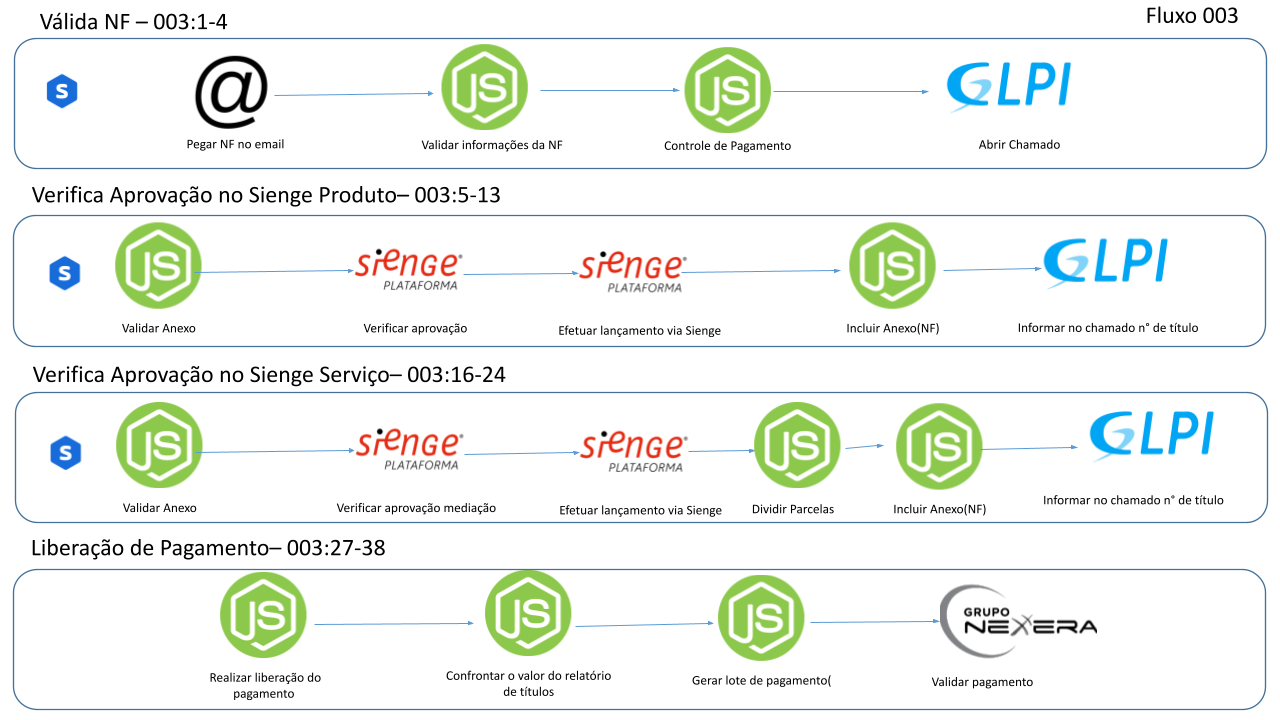 Válida NF – 003:1-4
Fluxo 003
S
@
JS
JS
GLPI
Pegar NF no email
Validar informações da NF
Controle de Pagamento
Abrir Chamado
Verifica Aprovação no Sienge Produto– 003:5-13
S
JS
sienge
PLATAFORMA
sienge
PLATAFORMA
JS
GLPI
Validar Anexo
Verificar aprovação
Efetuar lançamento via Sienge
Incluir Anexo(NF)
Informar no chamado n° de título
Verifica Aprovação no Sienge Serviço– 003:16-24
S
JS
sienge
PLATAFORMA
sienge
PLATAFORMA
JS
JS
GLPI
Validar Anexo
Verificar aprovação mediação
Efetuar lançamento via Sienge
Dividir Parcelas
Incluir Anexo(NF)
Informar no chamado n° de título
Liberação de Pagamento– 003:27-38
JS
JS
JS
GRUPO
NEXERA
Realizar liberação do
pagamento
Confrontar o valor do relatório
de títulos
Gerar lote de pagamento(
Validar pagamento